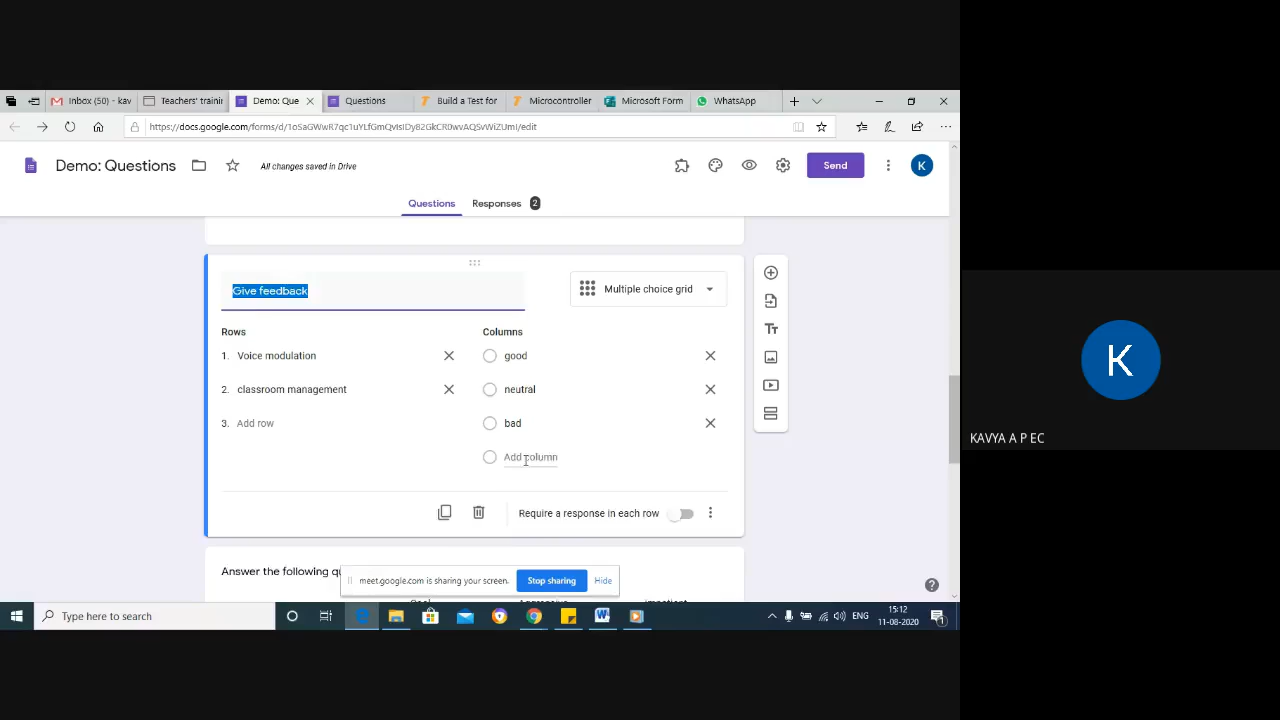 Inbox (50) - kav
Teachers' trainin
Demo: Que
Questions
Build a Test for
Microcontroller
Microsoft Form
WhatsApp
Demo: Questions
All changes saved in Drive
Send
K
Questions
Responses
2
Give feedback
Multiple choice grid
Rows
Columns
1. Voice modulation
good
2. classroom management
neutral
3. Add row
bad
Add column
Require a response in each row
Answer the following qu
meet.google.com is sharing your screen.
Stop sharing
Hide
Type here to search
ENG
15:12
11-08-2020
K
KAVYA A P EC